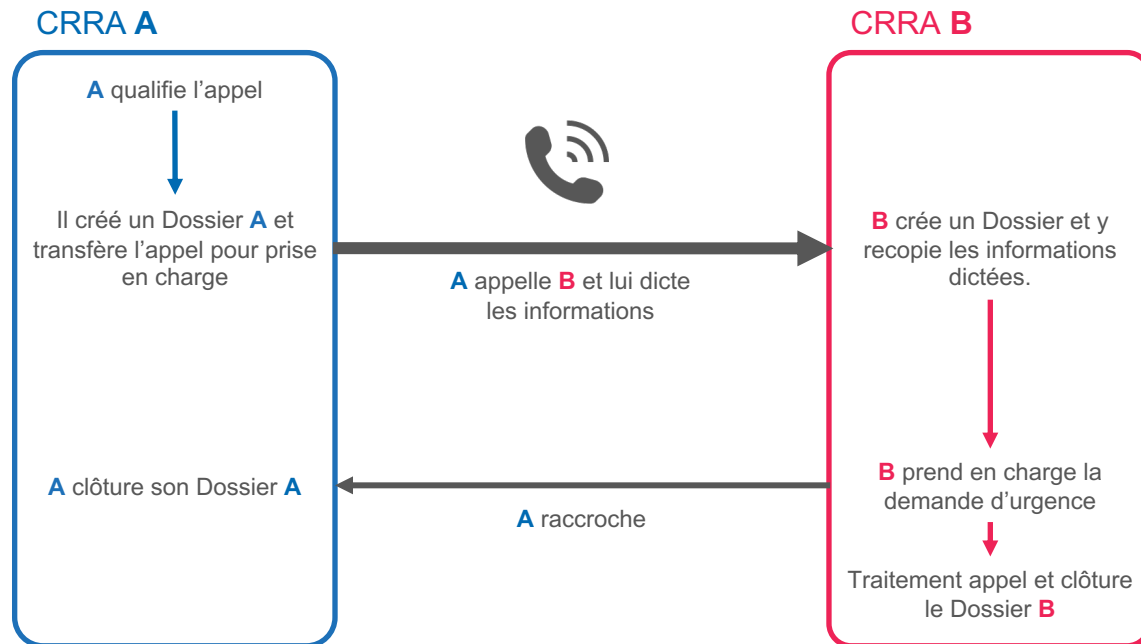 CRRA A
CRRA B
A qualifie l’appel
Il créé un Dossier A et
transfère l’appel pour prise
en charge
A appelle B et lui dicte
les informations
B crée un Dossier et y
recopie les informations
dictées.
B prend en charge la
demande d’urgence
A clôture son Dossier A
A raccroche
Traitement appel et clôture
le Dossier B